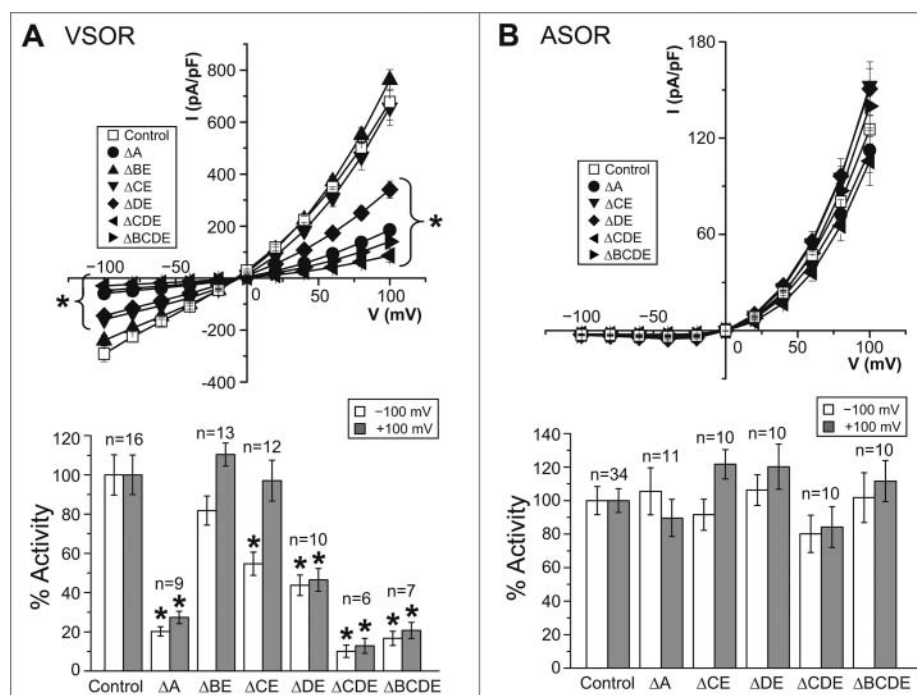 A VSOR
I (pA/pF)
800
600
400
200
-200
-400
−100
−50
0
50
100
V (mV)
Control
ΔA
ΔBE
ΔCE
ΔDE
ΔCDE
ΔBCDE
*
*
−100 mV
+100 mV
% Activity
120
100
80
60
40
20
0
n=16
n=9
n=13
n=12
n=10
n=6
n=7
* *
*
* *
* *
* *
Control ΔA ΔBE ΔCE ΔDE ΔCDE ΔBCDE
B ASOR
I (pA/pF)
180
120
60
−100
−50
0
50
100
V (mV)
Control
ΔA
ΔCE
ΔDE
ΔCDE
ΔBCDE
−100 mV
+100 mV
% Activity
140
120
100
80
60
40
20
0
n=34
n=11
n=10
n=10
n=10
n=10
Control ΔA ΔCE ΔDE ΔCDE ΔBCDE